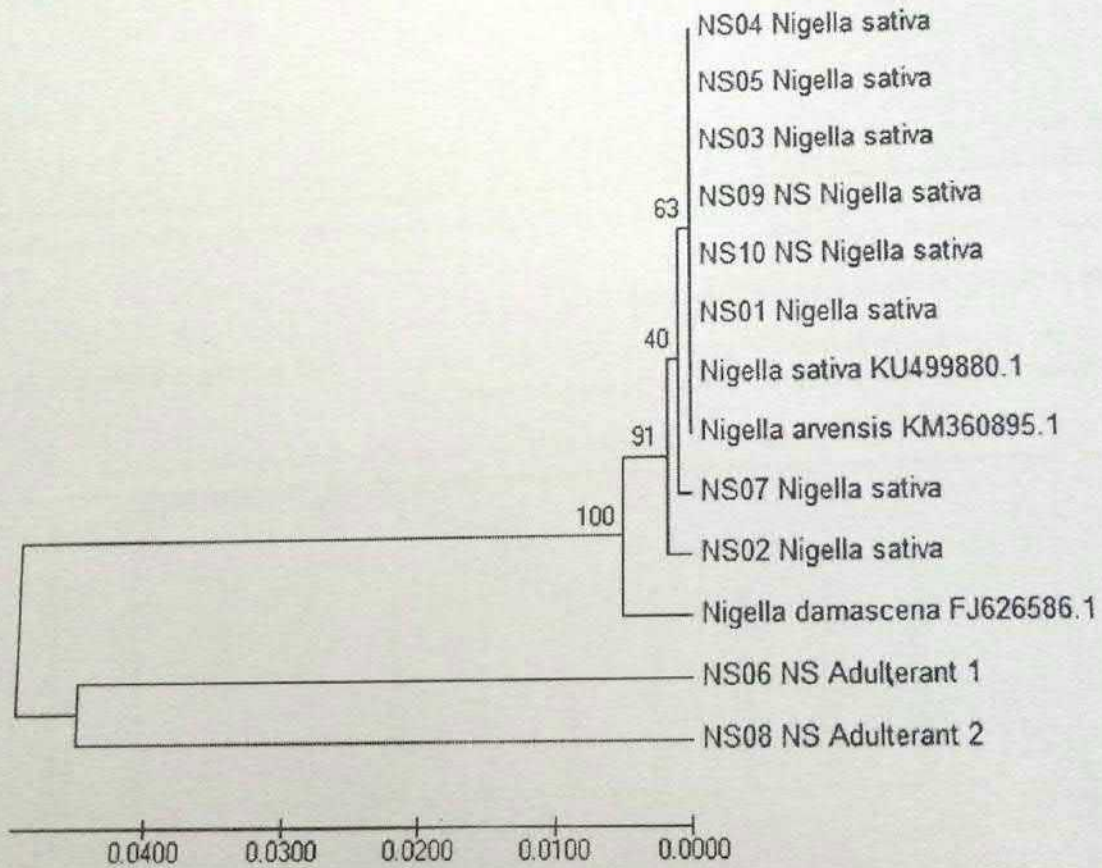 NS04 Nigella sativa
NS05 Nigella sativa
NS03 Nigella sativa
NS09 NS Nigella sativa
63
NS10 NS Nigella sativa
NS01 Nigella sativa
40
Nigella sativa KU499880.1
Nigella arvensis KM360895.1
91
NS07 Nigella sativa
100
NS02 Nigella sativa
Nigella damascena FJ626586.1
NS06 NS Adulterant 1
NS08 NS Adulterant 2
0.0400 0.0300 0.0200 0.0100 0.0000